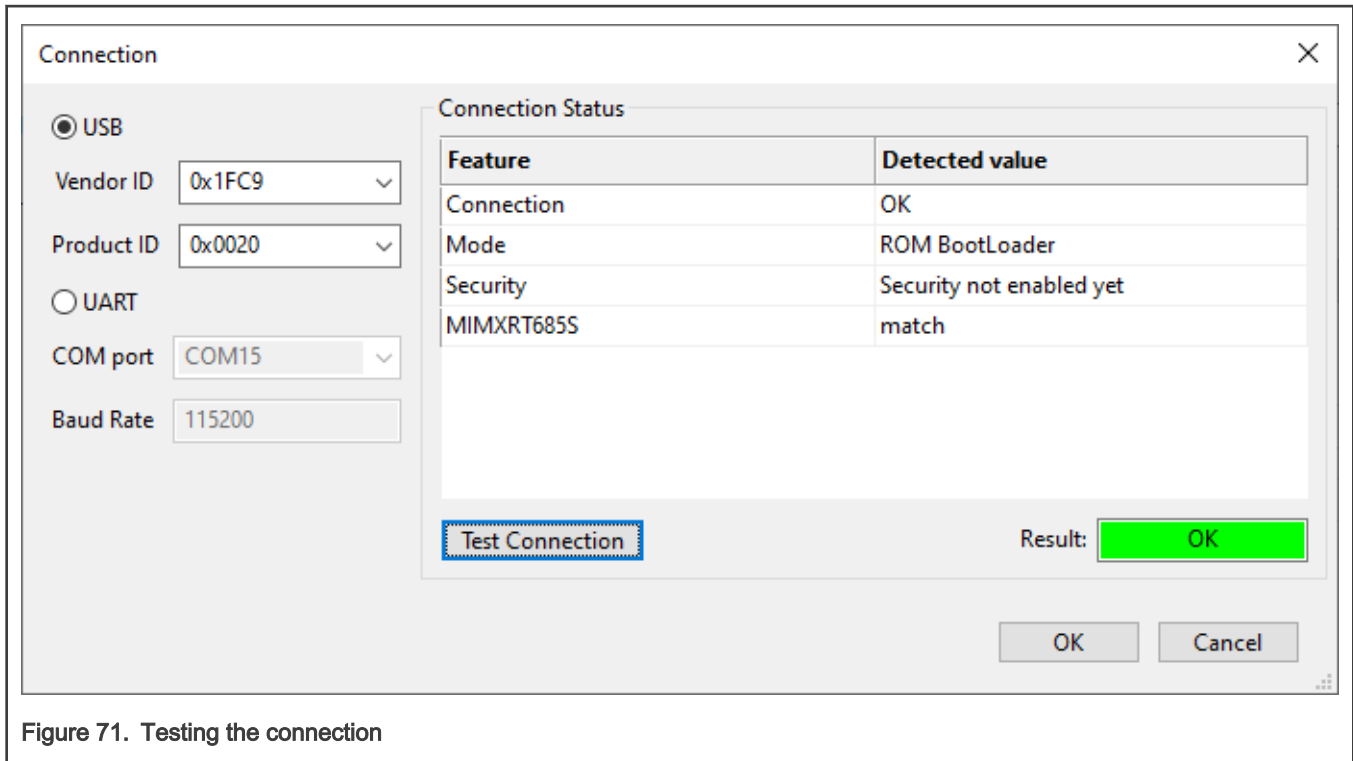 Connection
USB
Vendor ID 0x1FC9
Product ID 0x0020
UART
COM port COM15
Baud Rate 115200
Connection Status
Feature Detected value
Connection OK
Mode ROM BootLoader
Security Security not enabled yet
MIMXRT685S match
Test Connection Result: OK
OK Cancel
Figure 71. Testing the connection